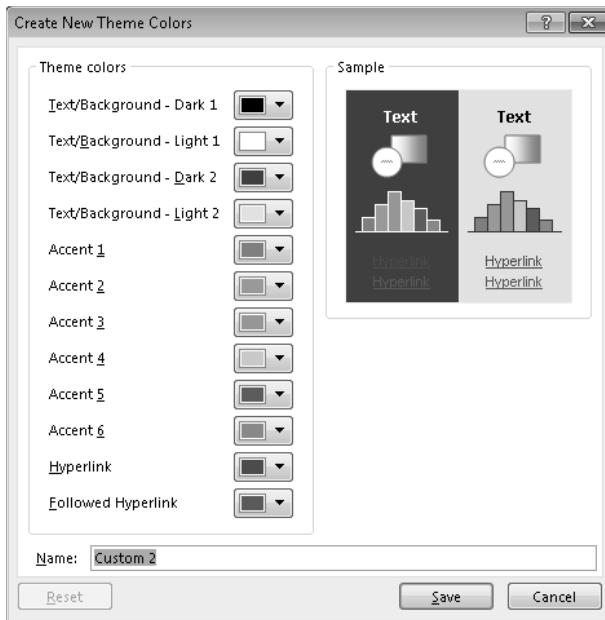 Create New Theme Colors
Theme colors
Text/Background - Dark 1
Text/Background - Light 1
Text/Background - Dark 2
Text/Background - Light 2
Accent 1
Accent 2
Accent 3
Accent 4
Accent 5
Accent 6
Hyperlink
Followed Hyperlink
Sample
Text Text
Hyperlink Hyperlink
Hyperlink Hyperlink
Name: Custom 2
Reset Save Cancel